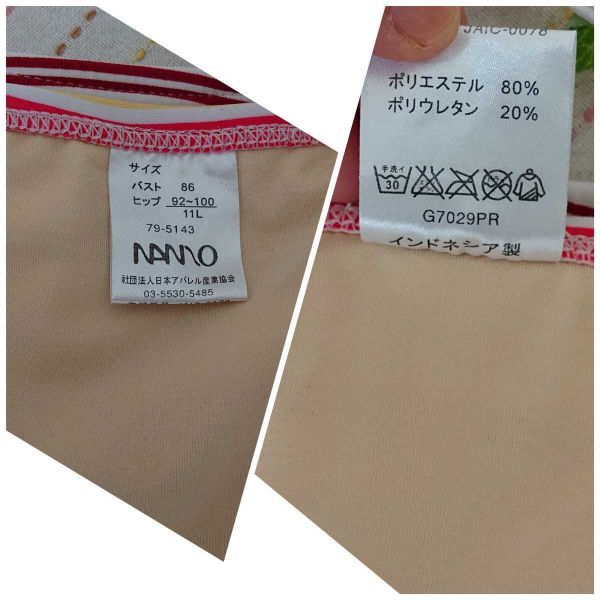 サイズ
バスト 86
ヒップ 92~100
11L
79-5143
NANIO
社団法人日本アパレル産業協会
03-5530-5485
JAIC-0078
ポリエステル 80%
ポリウレタン 20%
手洗イ
30
G7029PR
インドネシア製